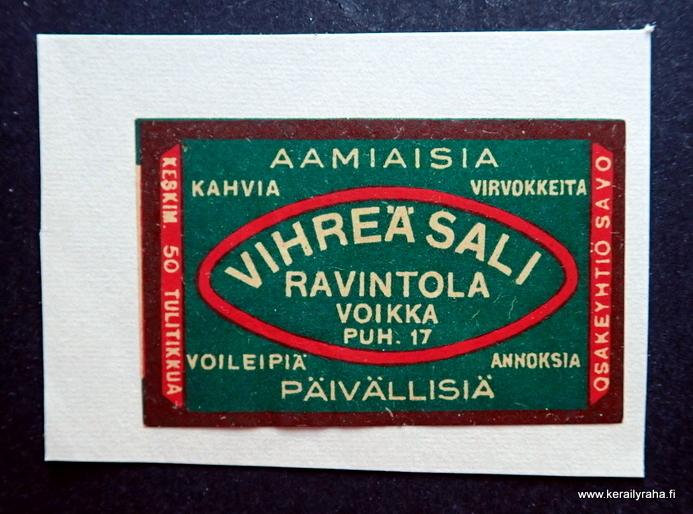 AAMIAISIA
KAHVIA
VIRVOKKEITA
VIHREÄ SALI
RAVINTOLA
VOIKKA
PUH. 17
VOILEIPIÄ
ANNOKSIA
PÄIVÄLLISIÄ
KESKIM 50 TULITIKKUA
OSAKEYHTIÖ SAVO
www.kerailyraha.fi